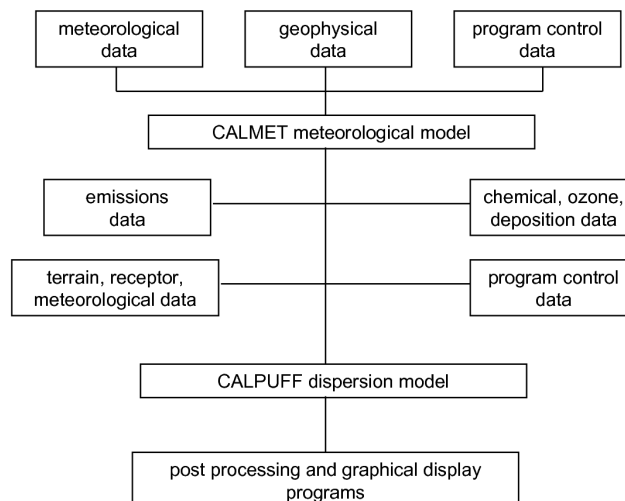 meteorological
data
geophysical
data
program control
data
CALMET meteorological model
emissions
data
chemical, ozone,
deposition data
terrain, receptor,
meteorological data
program control
data
CALPUFF dispersion model
post processing and graphical display
programs